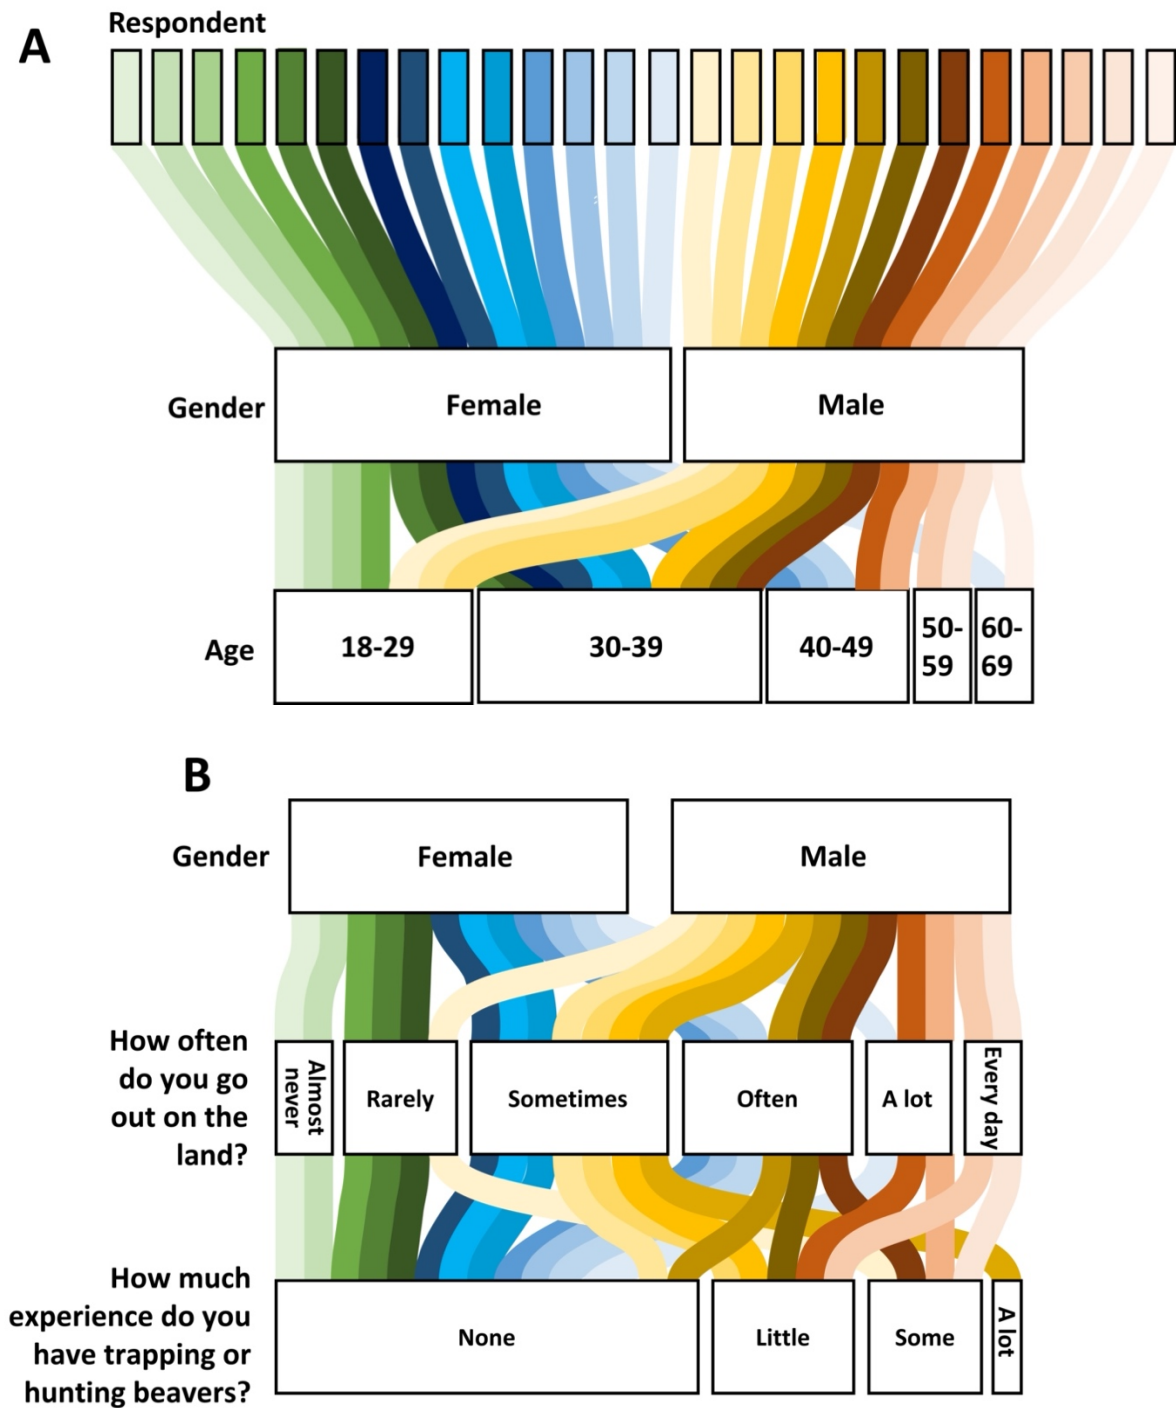 A
Respondent
Gender
Female
Male
Age
18-29
30-39
40-49
50-
59
60-
69
B
Gender
Female
Male
How often
do you go
out on the
land?
Almost
never
Rarely
Sometimes
Often
A lot
Every day
How much
experience do you
have trapping or
hunting beavers?
None
Little
Some
A lot